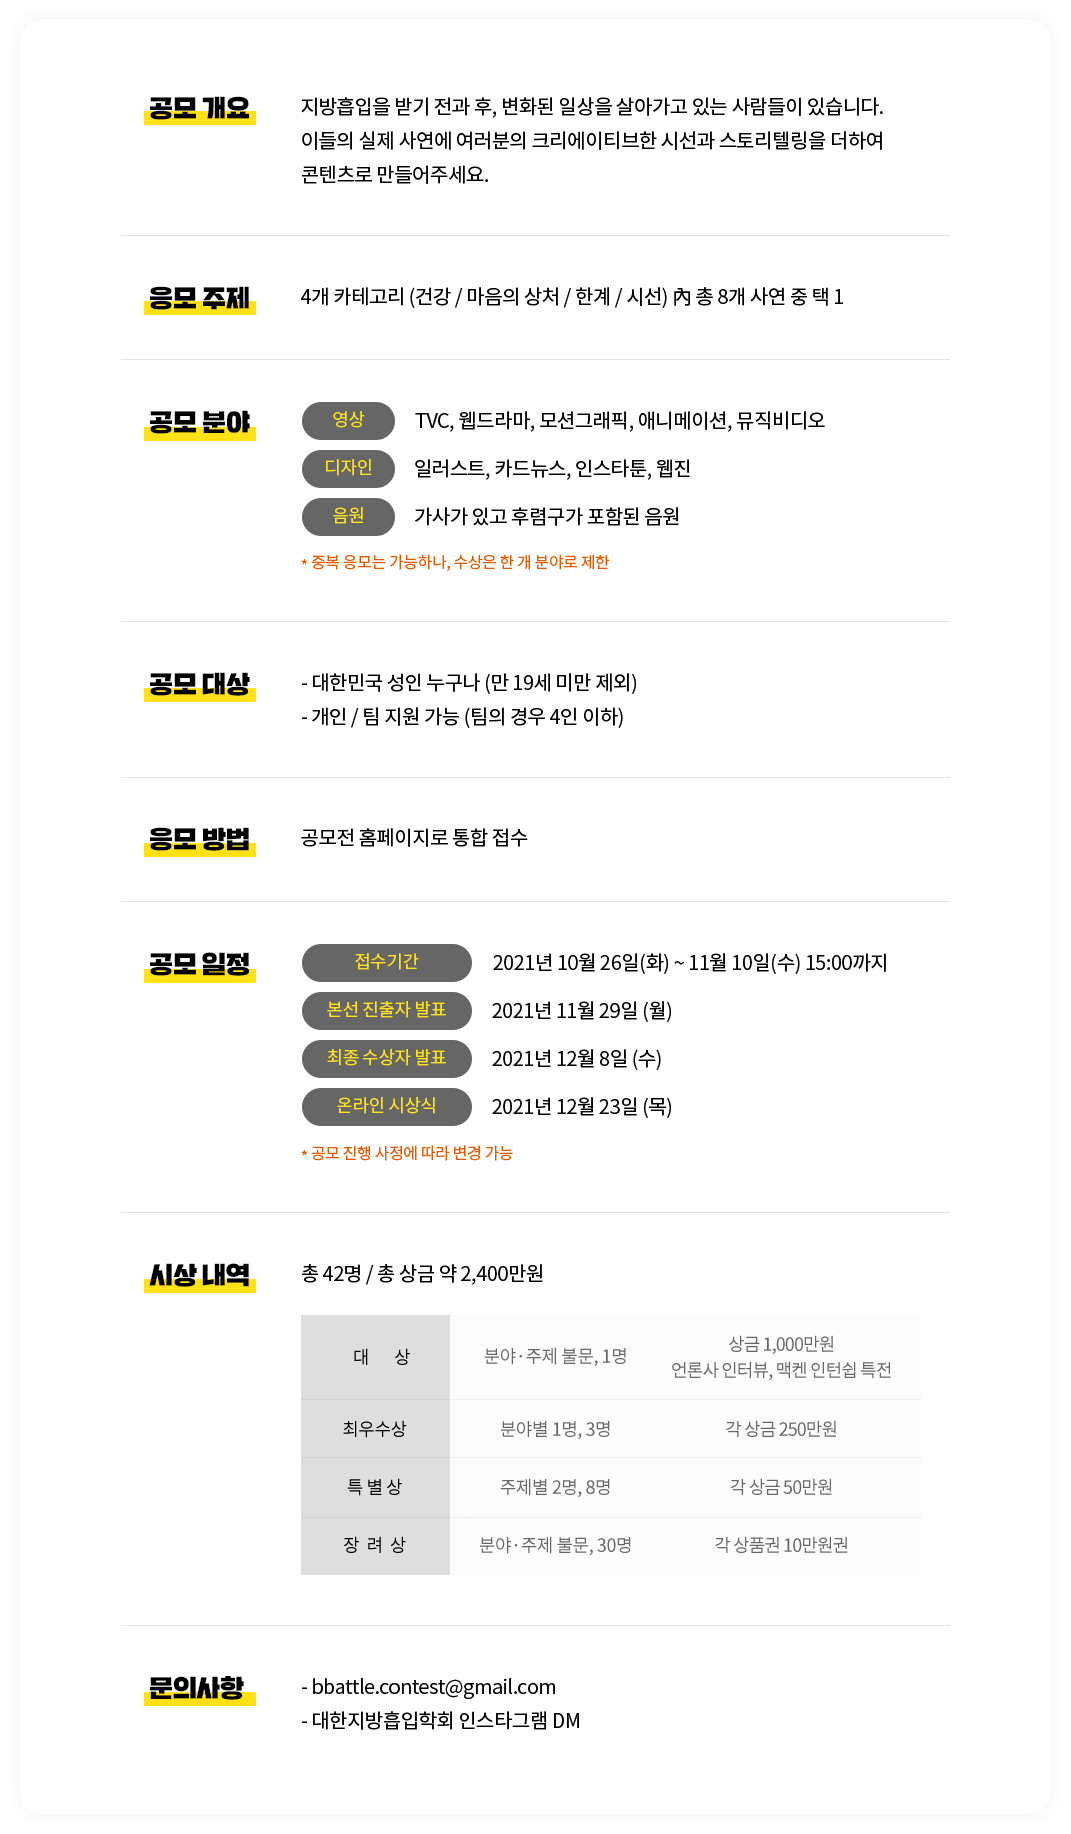 공모 개요
지방흡입을 받기 전과 후, 변화된 일상을 살아가고 있는 사람들이 있습니다.
이들의 실제 사연에 여러분의 크리에이티브한 시선과 스토리텔링을 더하여
콘텐츠로 만들어주세요.
응모 주제
4개 카테고리 (건강 / 마음의 상처 / 한계 / 시선) 內 총 8개 사연 중 택 1
공모 분야
영상 TVC, 웹드라마, 모션그래픽, 애니메이션, 뮤직비디오
디자인 일러스트, 카드뉴스, 인스타툰, 웹진
음원 가사가 있고 후렴구가 포함된 음원
* 중복 응모는 가능하나, 수상은 한 개 분야로 제한
공모 대상
- 대한민국 성인 누구나 (만 19세 미만 제외)
- 개인 / 팀 지원 가능 (팀의 경우 4인 이하)
응모 방법
공모전 홈페이지로 통합 접수
공모 일정
접수기간 2021년 10월 26일(화) ~ 11월 10일(수) 15:00까지
본선 진출자 발표 2021년 11월 29일 (월)
최종 수상자 발표 2021년 12월 8일 (수)
온라인 시상식 2021년 12월 23일 (목)
* 공모 진행 사정에 따라 변경 가능
시상 내역
총 42명 / 총 상금 약 2,400만원
대 상 분야·주제 불문, 1명 상금 1,000만원
언론사 인터뷰, 맥켄 인턴쉽 특전
최우수상 분야별 1명, 3명 각 상금 250만원
특 별 상 주제별 2명, 8명 각 상금 50만원
장 려 상 분야·주제 불문, 30명 각 상품권 10만원권
문의사항
- bbattle.contest@gmail.com
- 대한지방흡입학회 인스타그램 DM